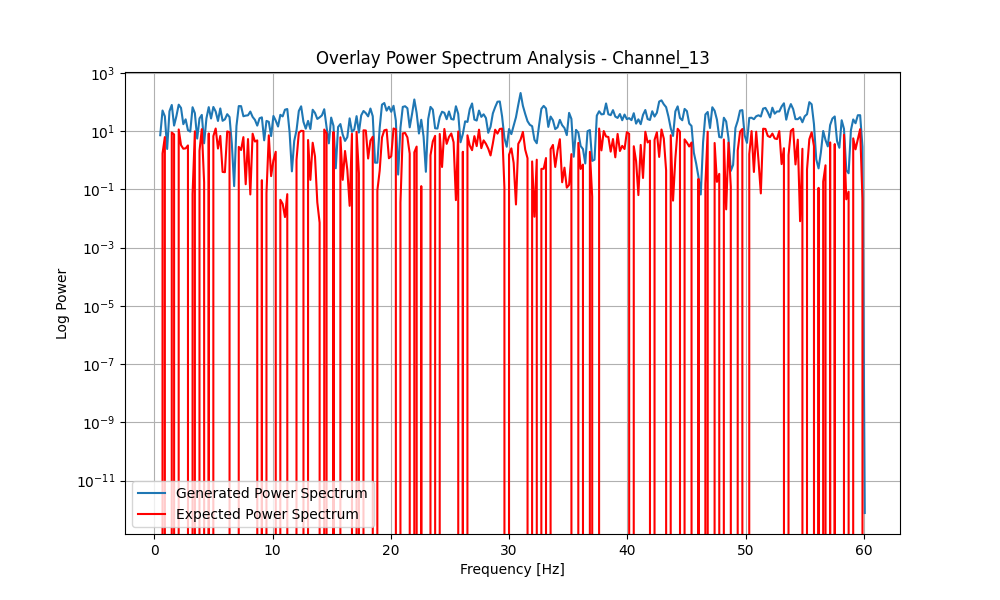 Overlay Power Spectrum Analysis - Channel_13
Log Power
10³
10¹
10⁻¹
10⁻³
10⁻⁵
10⁻⁷
10⁻⁹
10⁻¹¹
Generated Power Spectrum
Expected Power Spectrum
0 10 20 30 40 50 60
Frequency [Hz]